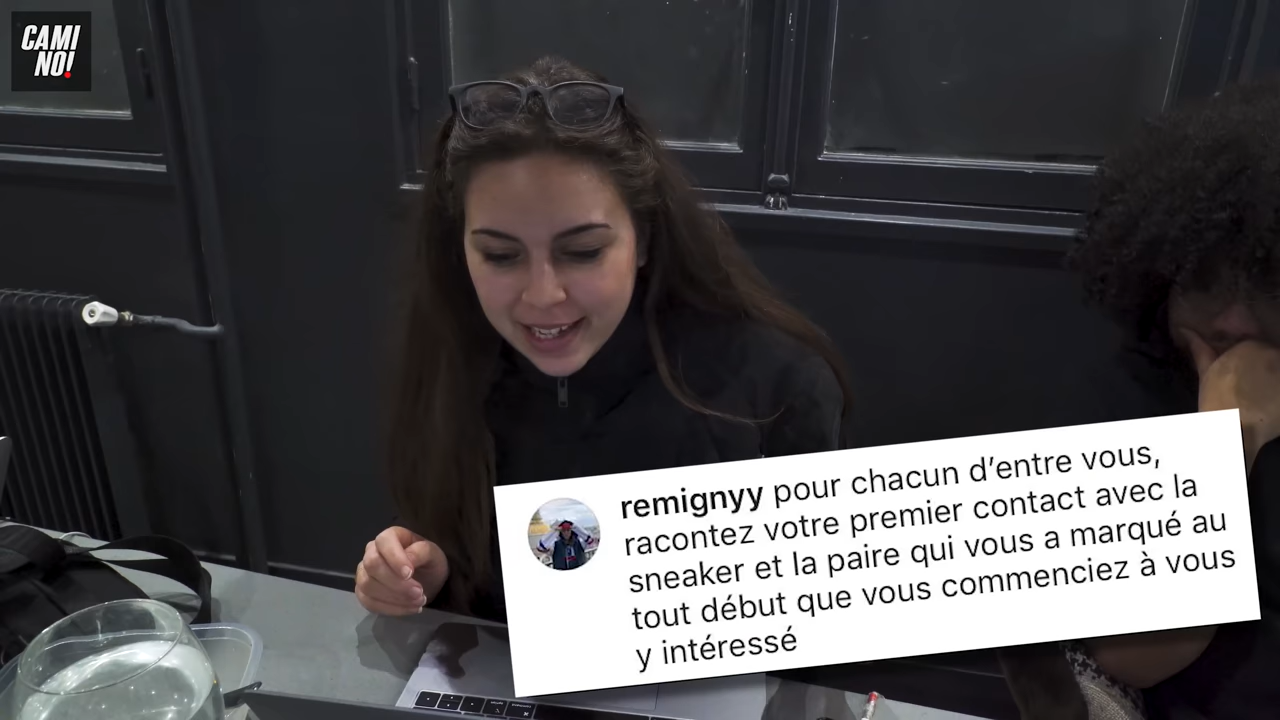 CAMI
NO!
remignyy pour chacun d’entre vous,
racontez votre premier contact avec la
sneaker et la paire qui vous a marqué au
tout début que vous commenciez à vous
y intéressé